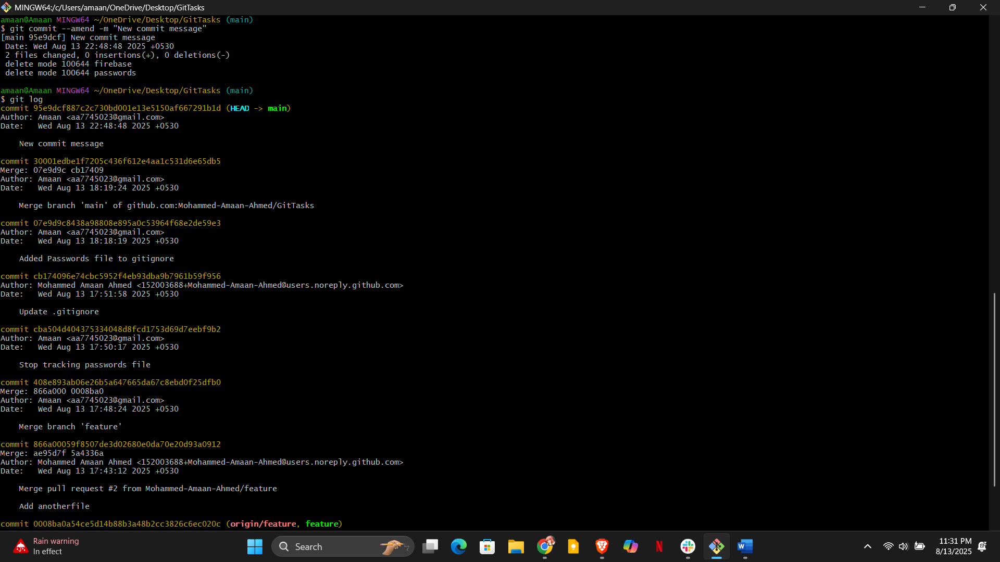 MINGW64:/c/Users/amaan/OneDrive/Desktop/GitTasks
amaan@Amaan MINGW64 ~/OneDrive/Desktop/GitTasks (main)
$ git commit --amend -m "New commit message"
[main 95e9dcf] New commit message
 Date: Wed Aug 13 22:48:48 2025 +0530
 2 files changed, 0 insertions(+), 0 deletions(-)
 delete mode 100644 firebase
 delete mode 100644 passwords
amaan@Amaan MINGW64 ~/OneDrive/Desktop/GitTasks (main)
$ git log
commit 95e9dcf887c2c730bd001e13e5150af667291b1d (HEAD -> main)
Author: Amaan <aa7745023@gmail.com>
Date:   Wed Aug 13 22:48:48 2025 +0530
    New commit message
commit 30001edbe1f7205c436f612e4aa1c531d6e65db5
Merge: 07e9d9c cb17409
Author: Amaan <aa7745023@gmail.com>
Date:   Wed Aug 13 18:19:24 2025 +0530
    Merge branch 'main' of github.com:Mohammed-Amaan-Ahmed/GitTasks
commit 07e9d9c8438a98808e895a0c53964f68e2de59e3
Author: Amaan <aa7745023@gmail.com>
Date:   Wed Aug 13 18:18:19 2025 +0530
    Added Passwords file to gitignore
commit cb174096e74cbc5952f4eb93dba9b7961b59f956
Author: Mohammed Amaan Ahmed <152003688+Mohammed-Amaan-Ahmed@users.noreply.github.com>
Date:   Wed Aug 13 17:51:58 2025 +0530
    Update .gitignore
commit cba504d404375334048d8fcd1753d69d7eebf9b2
Author: Amaan <aa7745023@gmail.com>
Date:   Wed Aug 13 17:50:17 2025 +0530
    Stop tracking passwords file
commit 408e893ab06e26b5a647665da67c8ebd0f25dfb0
Merge: 866a000 0008ba0
Author: Amaan <aa7745023@gmail.com>
Date:   Wed Aug 13 17:48:24 2025 +0530
    Merge branch 'feature'
commit 866a00059f8507de3d02680e0da70e20d93a0912
Merge: ae95d7f 5a4336a
Author: Mohammed Amaan Ahmed <152003688+Mohammed-Amaan-Ahmed@users.noreply.github.com>
Date:   Wed Aug 13 17:43:12 2025 +0530
    Merge pull request #2 from Mohammed-Amaan-Ahmed/feature
    Add anotherfile
commit 0008ba0a54ce5d14b88b3a48b2cc3826c6ec020c (origin/feature, feature)
Rain warning
In effect
Search
11:31 PM
8/13/2025